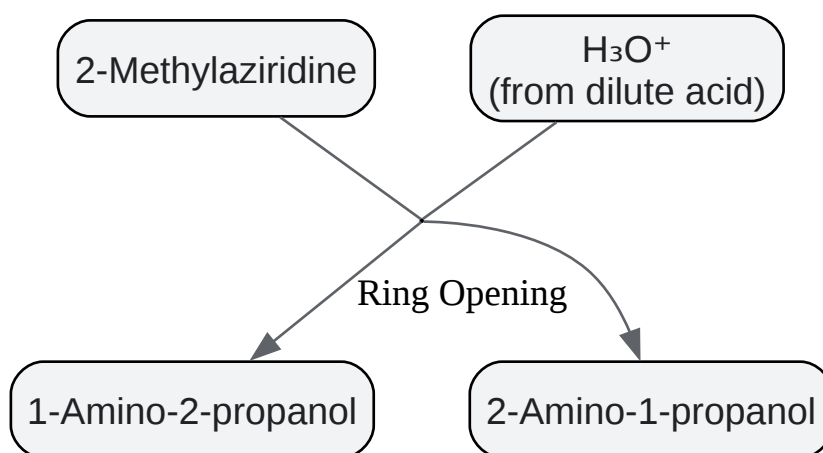 2-Methylaziridine
H₃O⁺
(from dilute acid)
Ring Opening
1-Amino-2-propanol
2-Amino-1-propanol